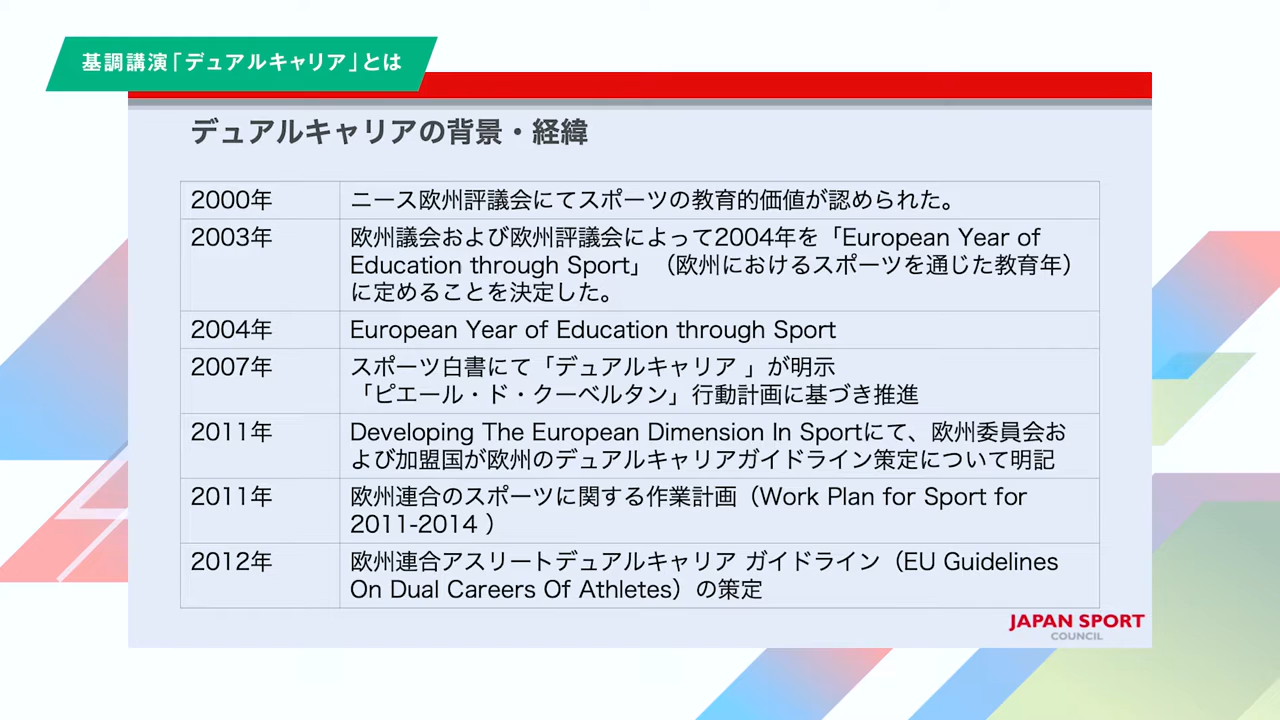 基調講演「デュアルキャリア」とは
デュアルキャリアの背景・経緯
2000年
ニース欧州評議会にてスポーツの教育的価値が認められた。
2003年
欧州議会および欧州評議会によって2004年を「European Year of
Education through Sport」（欧州におけるスポーツを通じた教育年）
に定めることを決定した。
2004年
European Year of Education through Sport
2007年
スポーツ白書にて「デュアルキャリア 」が明示
「ピエール・ド・クーベルタン」行動計画に基づき推進
2011年
Developing The European Dimension In Sportにて、欧州委員会お
よび加盟国が欧州のデュアルキャリアガイドライン策定について明記
2011年
欧州連合のスポーツに関する作業計画（Work Plan for Sport for
2011-2014 ）
2012年
欧州連合アスリートデュアルキャリア ガイドライン（EU Guidelines
On Dual Careers Of Athletes）の策定
JAPAN SPORT
COUNCIL